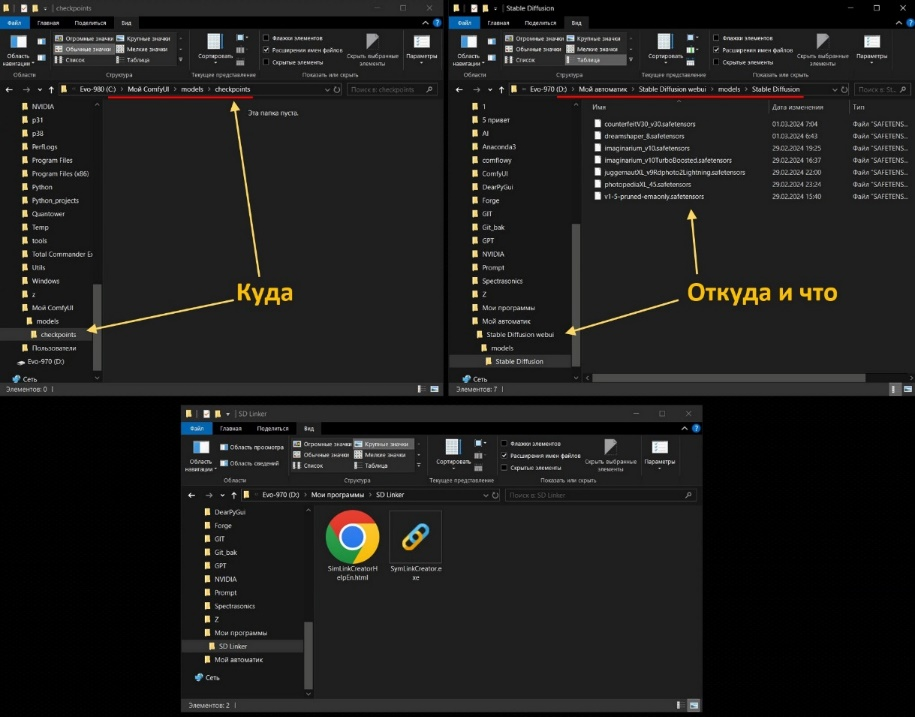 checkpoints
Файл Главная Поделиться Вид
Область навигации
Огромные значки Крупные значки
Обычные значки Мелкие значки
Список Таблица
Сортировать
Флажки элементов
Расширения имен файлов
Скрытые элементы
Скрыть выбранные элементы
Параметры
Области Структура Текущее представление Показать или скрыть
Evo-980 (C:) > Мой ComfyUI > models > checkpoints
Поиск в: checkpoints
Эта папка пуста.
NVIDIA
p31
p38
PerfLogs
Program Files
Program Files (x86)
Python
Python_projects
Quantower
Temp
tools
Total Commander Ex
Utils
Windows
z
Мой ComfyUI
models
checkpoints
Пользователи
Evo-970 (D:)
Сеть
Элементов: 0
Куда
Stable Diffusion
Файл Главная Поделиться Вид
Область навигации
Огромные значки Крупные значки
Обычные значки Мелкие значки
Список Таблица
Сортировать
Флажки элементов
Расширения имен файлов
Скрытые элементы
Скрыть выбранные элементы
Параметры
Области Структура Текущее представление Показать или скрыть
Evo-970 (D:) > Мой автоматик > Stable Diffusion webui > models > Stable Diffusion
Поиск в: St...
Имя Дата изменения Тип
counterfeitV30_v30.safetensors 01.03.2024 7:04 Файл "SAFETENS...
dreamshaper_8.safetensors 01.03.2024 6:43 Файл "SAFETENS...
imaginarium_v10.safetensors 29.02.2024 19:25 Файл "SAFETENS...
imaginarium_v10TurboBoosted.safetensors 29.02.2024 16:37 Файл "SAFETENS...
juggernautXL_v9Rdphoto2Lightning.safetensors 29.02.2024 22:00 Файл "SAFETENS...
photopediaXL_45.safetensors 29.02.2024 23:24 Файл "SAFETENS...
v1-5-pruned-emaonly.safetensors 29.02.2024 15:40 Файл "SAFETENS...
1
5 привет
AI
Anaconda3
comflowy
ComfyUI
DearPyGui
Forge
GIT
Git_bak
GPT
NVIDIA
Prompt
Spectrasonics
Z
Мои программы
Мой автоматик
Stable Diffusion webui
models
Stable Diffusion
Сеть
Элементов: 7
Откуда и что
SD Linker
Файл Главная Поделиться Вид
Область навигации
Область просмотра
Область сведений
Огромные значки Крупные значки
Обычные значки Мелкие значки
Список Таблица
Сортировать
Флажки элементов
Расширения имен файлов
Скрытые элементы
Скрыть выбранные элементы
Параметры
Области Структура Текущее представление Показать или скрыть
Evo-970 (D:) > Мои программы > SD Linker
Поиск в: SD Linker
DearPyGui
Forge
GIT
Git_bak
GPT
NVIDIA
Prompt
Spectrasonics
Z
Мои программы
SD Linker
Мой автоматик
Сеть
SimLinkCreatorH
elpEn.html
SymLinkCreator.e
xe
Элементов: 2